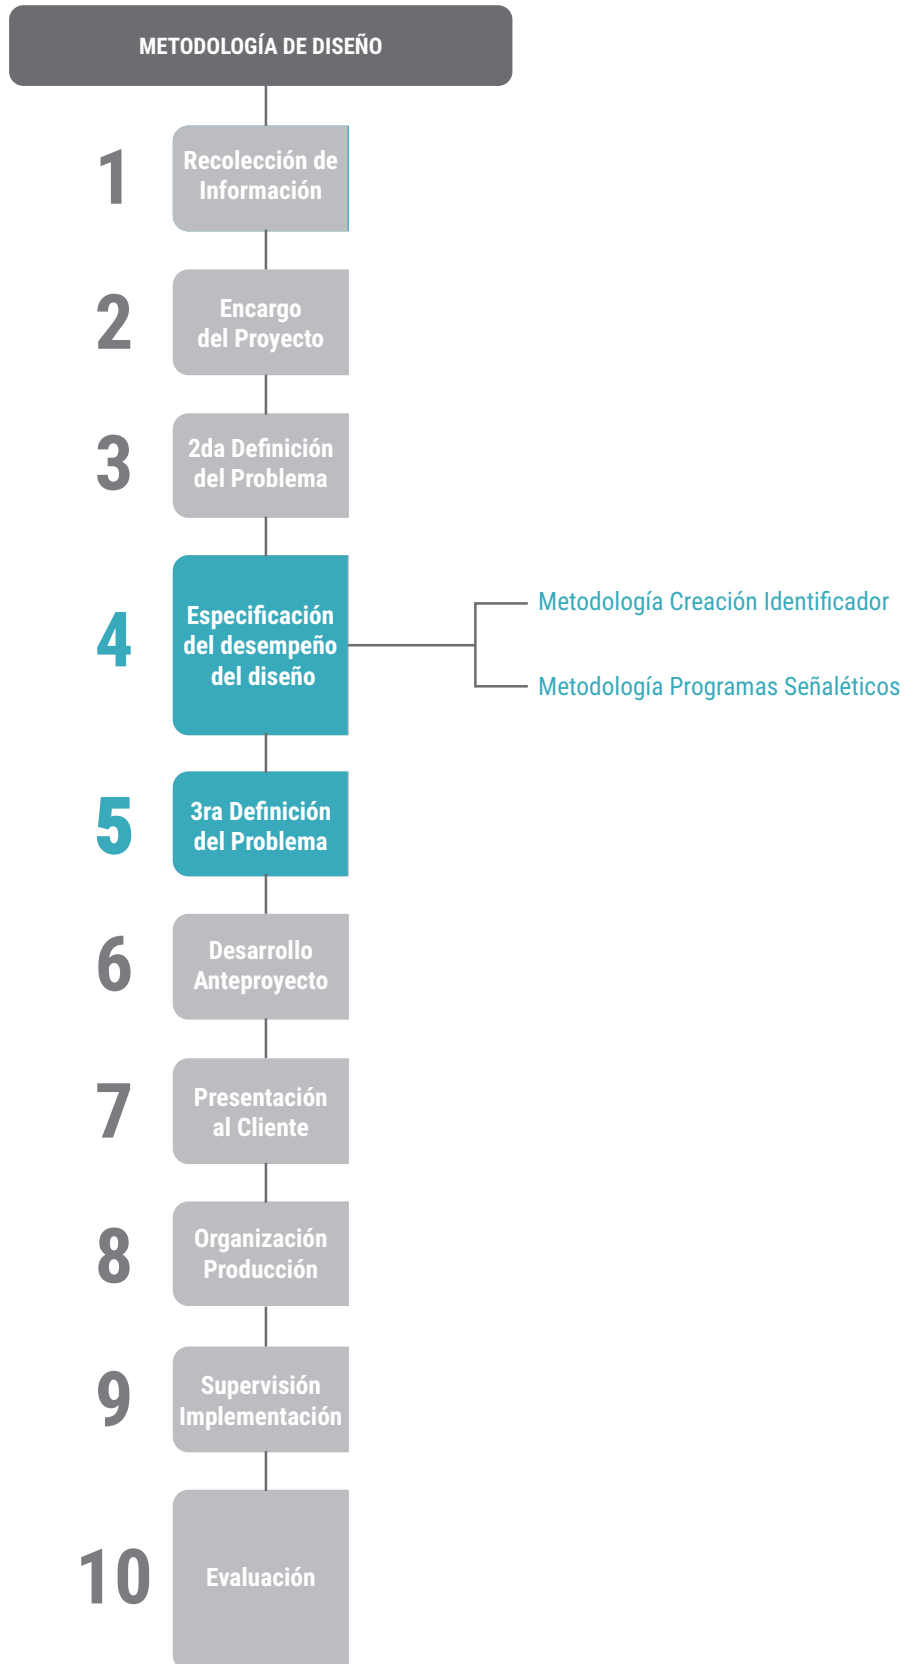 METODOLOGÍA DE DISEÑO
1
Recolección de
Información
2
Encargo
del Proyecto
3
2da Definición
del Problema
4
Especificación
del desempeño
del diseño
Metodología Creación Identificador
Metodología Programas Señaléticos
5
3ra Definición
del Problema
6
Desarrollo
Anteproyecto
7
Presentación
al Cliente
8
Organización
Producción
9
Supervisión
Implementación
10
Evaluación